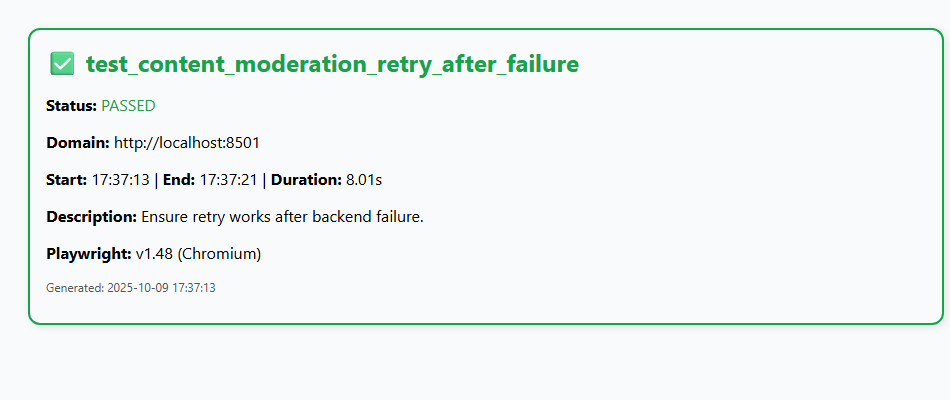 ✅ test_content_moderation_retry_after_failure
Status: PASSED
Domain: http://localhost:8501
Start: 17:37:13 | End: 17:37:21 | Duration: 8.01s
Description: Ensure retry works after backend failure.
Playwright: v1.48 (Chromium)
Generated: 2025-10-09 17:37:13